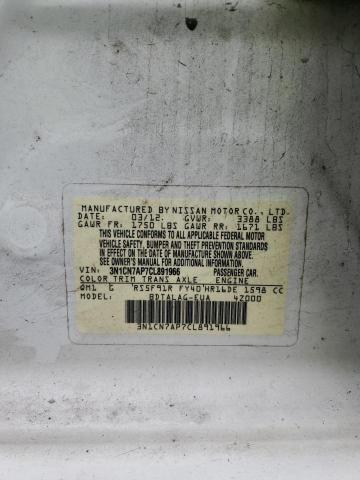 MANUFACTURED BY NISSAN MOTOR CO., LTD.
DATE: 03/12. GVWR: 3388 LBS
GAWR FR: 1750 LBS GAWR RR: 1671 LBS
THIS VEHICLE CONFORMS TO ALL APPLICABLE FEDERAL MOTOR
VEHICLE SAFETY, BUMPER AND THEFT PREVENTION STANDARDS
IN EFFECT ON THE DATE OF MANUFACTURE SHOWN ABOVE.
SEE OWNER'S MANUAL FOR ADDITIONAL INFORMATION
VIN: 3N1CN7AP7CL891966 PASSENGER CAR.
COLOR TRIM TRANS AXLE ENGINE
QM1 G RS5F91R FY40 HR16DE 1598 CC
MODEL: BDTALAG-EUA 4Z000
3N1CN7AP7CL891966